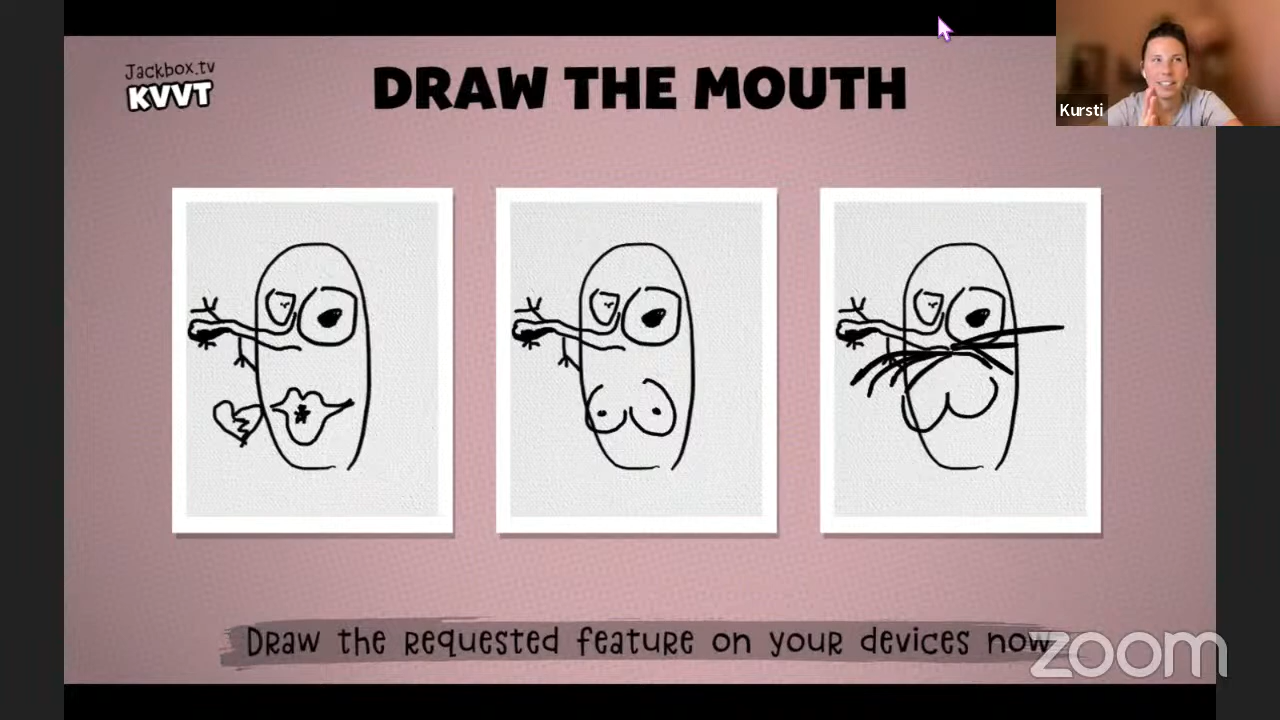 Jackbox.tv
KVVT
DRAW THE MOUTH
Kursti
Draw the requested feature on your devices now
zoom